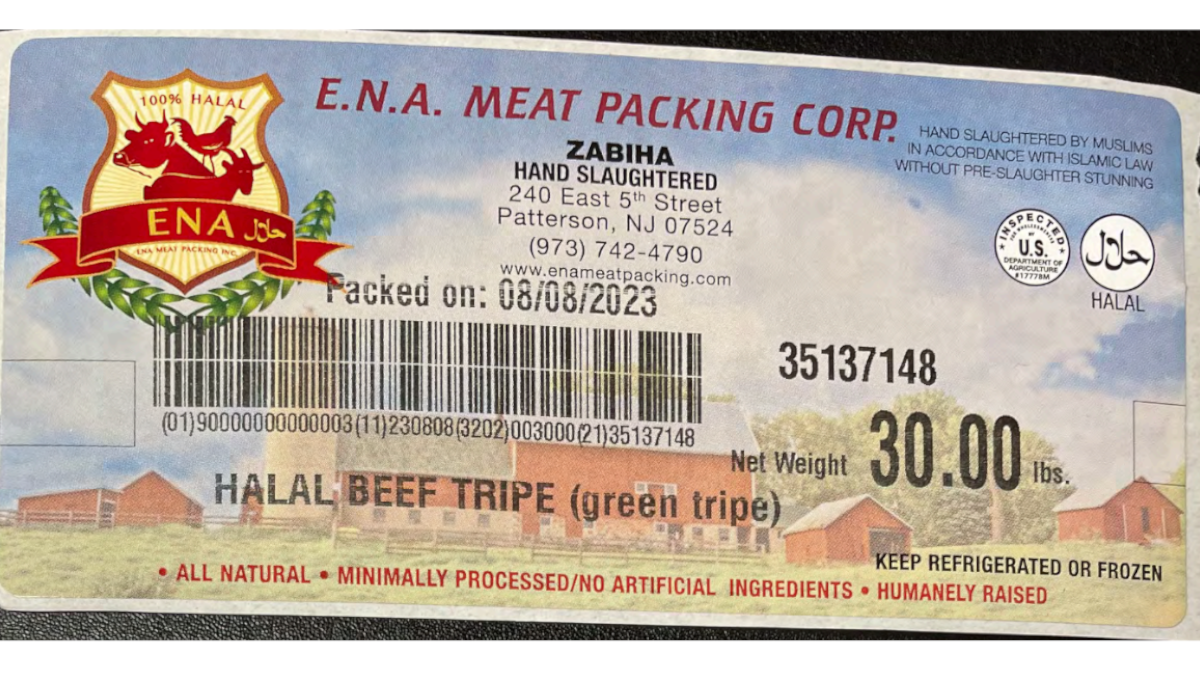 100% HALAL
ENA حلال
ENA MEAT PACKING INC.
E.N.A. MEAT PACKING CORP.
ZABIHA
HAND SLAUGHTERED
240 East 5th Street
Patterson, NJ 07524
(973) 742-4790
www.enameatpacking.com
HAND SLAUGHTERED BY MUSLIMS
IN ACCORDANCE WITH ISLAMIC LAW
WITHOUT PRE-SLAUGHTER STUNNING
INSPECTED
U.S.
DEPARTMENT OF
AGRICULTURE
#17778M
حلال
HALAL
Packed on: 08/08/2023
35137148
(01)90000000000003(11)230808(3202)003000(21)35137148
Net Weight 30.00 lbs.
HALAL BEEF TRIPE (green tripe)
KEEP REFRIGERATED OR FROZEN
• ALL NATURAL • MINIMALLY PROCESSED/NO ARTIFICIAL INGREDIENTS • HUMANELY RAISED